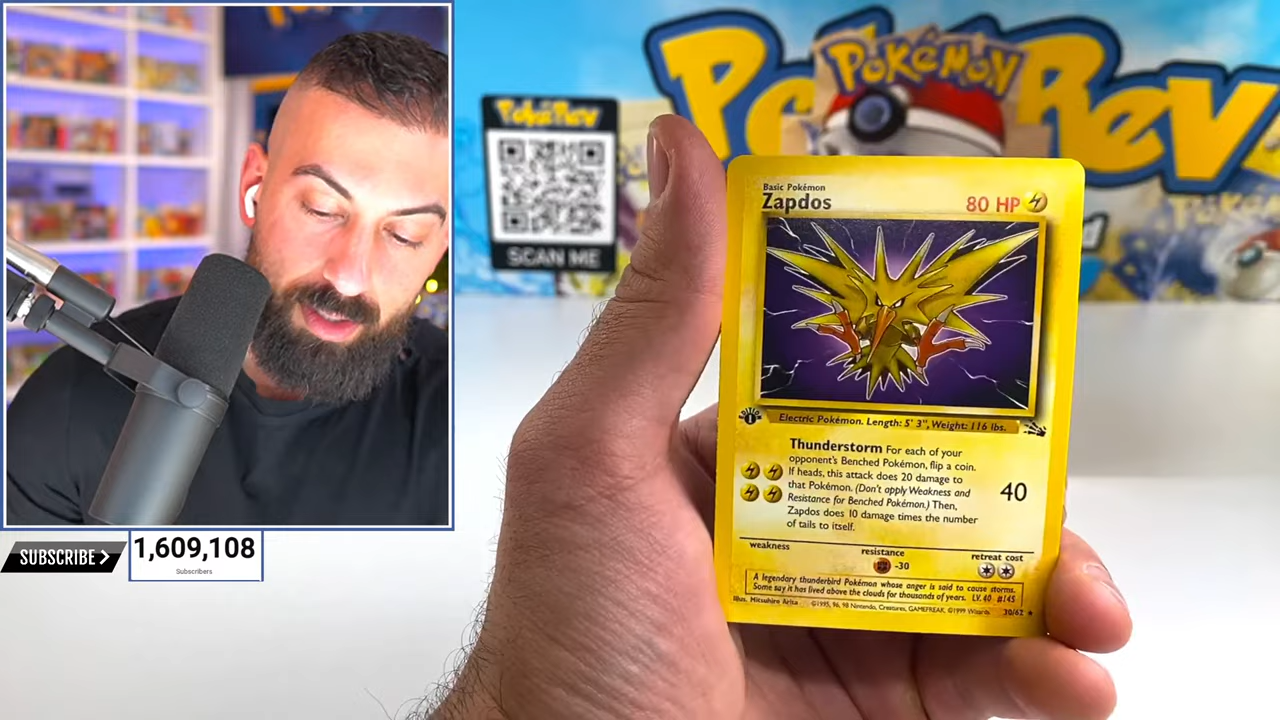 PokéRev
SCAN ME
PokéRev
POKéMON
SUBSCRIBE >
1,609,108
Subscribers
Basic Pokémon
Zapdos
80 HP
EDITION 1
Electric Pokémon. Length: 5' 3", Weight: 116 lbs.
Thunderstorm For each of your
opponent's Benched Pokémon, flip a coin.
If heads, this attack does 20 damage to
that Pokémon. (Don't apply Weakness and
Resistance for Benched Pokémon.) Then,
Zapdos does 10 damage times the number
of tails to itself.
40
weakness
resistance
-30
retreat cost
A legendary thunderbird Pokémon whose anger is said to cause storms.
Some say it has lived above the clouds for thousands of years. LV. 40 #145
Illus. Mitsuhiro Arita ©1995, 96, 98 Nintendo, Creatures, GAMEFREAK. ©1999 Wizards. 30/62 ★